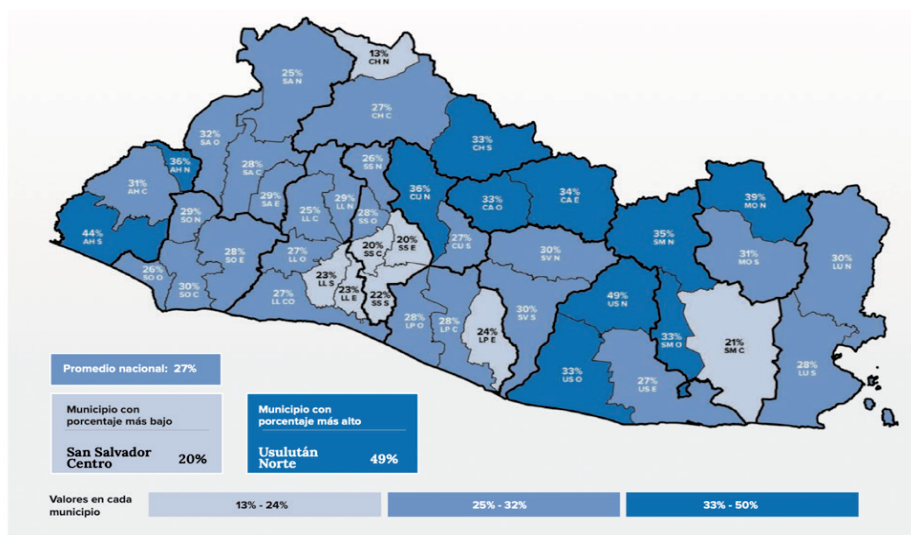 13%
CH N
25%
SA N
27%
CH C
32%
SA O
33%
CH S
36%
AH N
26%
SS N
28%
SA C
31%
AH C
36%
CU N
34%
CA E
33%
CA O
39%
MO N
29%
SA E
29%
LL N
25%
LL C
28%
SS O
29%
SO N
44%
AH S
35%
SM N
20%
SS C
20%
SS E
27%
CU S
30%
SV N
31%
MO S
30%
LU N
28%
SO E
27%
LL O
26%
SO O
30%
SO C
23%
LL S
23%
LL E
22%
SS S
27%
LL CO
49%
US N
30%
SV S
28%
LP O
28%
LP C
24%
LP E
33%
SM O
21%
SM C
28%
LU S
33%
US O
27%
US E
Promedio nacional: 27%
Municipio con
porcentaje más bajo
San Salvador
Centro 20%
Municipio con
porcentaje más alto
Usulután
Norte 49%
Valores en cada
municipio
13% - 24%
25% - 32%
33% - 50%